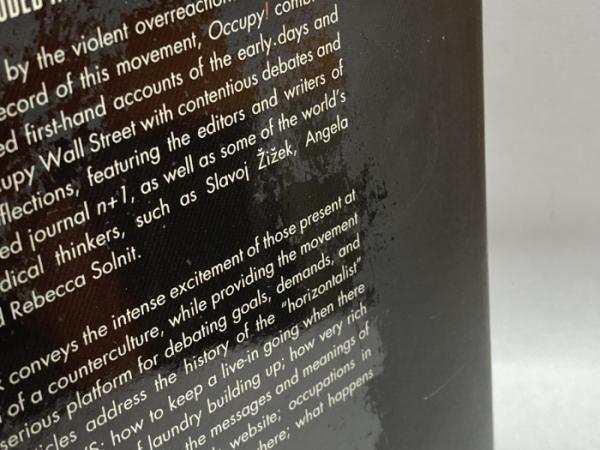 by the violent overreaction
ecord of this movement, Occupy!
ed first-hand accounts of the early days and
upy Wall Street with contentious debates and
flections, featuring the editors and writers of
ed journal n+1, as well as some of the world's
dical thinkers, such as Slavoj Žižek, Angela
Rebecca Solnit.
conveys the intense excitement of those present at
of a counterculture, while providing the movement
serious platform for debating goals, demands, and
cles address the history of the "horizontalist"
how to keep a live-in going when there
of laundry building up; how very rich
the messages and meanings of
website; occupations in
here; what happens